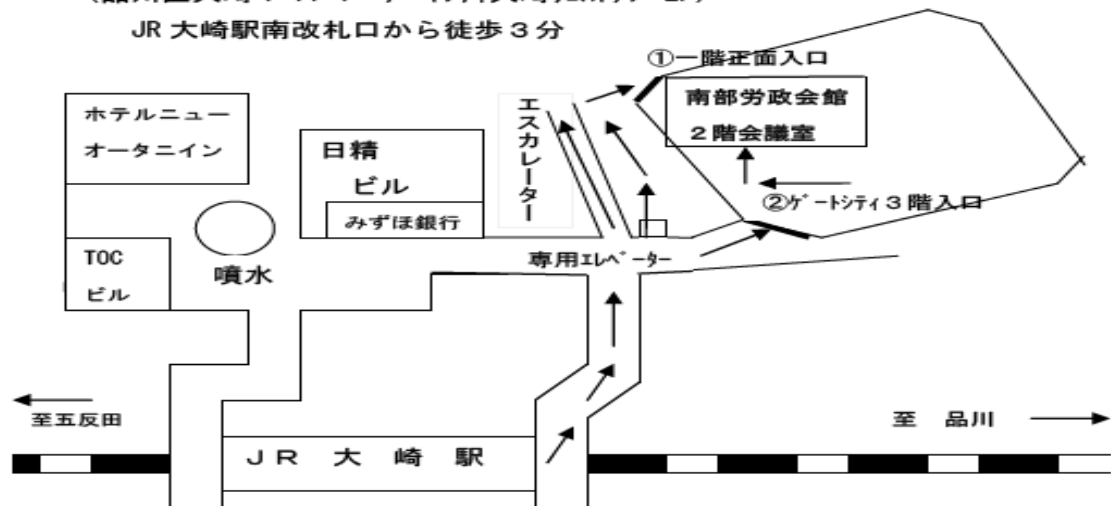 JR 大崎駅南改札口から徒歩３分
①一階正面入口
ホテルニュー
オータニイン
エスカレーター
南部労政会館
２階会議室
日精
ビル
みずほ銀行
②ｹﾞｰﾄｼﾃｨ３階入口
TOC
ビル
噴水
専用ｴﾚﾍﾞｰﾀｰ
至五反田
至 品川
ＪＲ 大 崎 駅